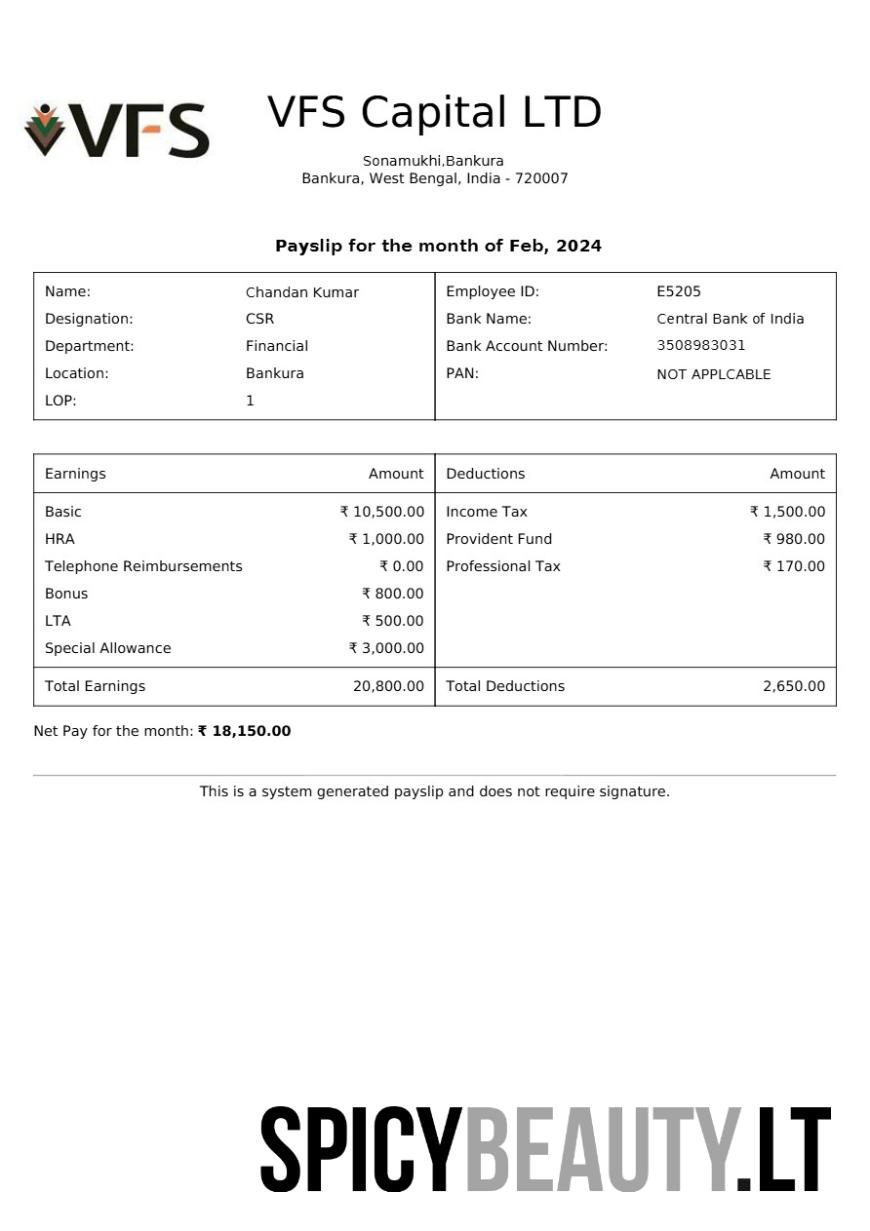 VFS
VFS Capital LTD
Sonamukhi,Bankura
Bankura, West Bengal, India - 720007
Payslip for the month of Feb, 2024
Name: Chandan Kumar Employee ID: E5205
Designation: CSR Bank Name: Central Bank of India
Department: Financial Bank Account Number: 3508983031
Location: Bankura PAN: NOT APPLCABLE
LOP: 1
Earnings Amount Deductions Amount
Basic ₹ 10,500.00 Income Tax ₹ 1,500.00
HRA ₹ 1,000.00 Provident Fund ₹ 980.00
Telephone Reimbursements ₹ 0.00 Professional Tax ₹ 170.00
Bonus ₹ 800.00
LTA ₹ 500.00
Special Allowance ₹ 3,000.00
Total Earnings 20,800.00 Total Deductions 2,650.00
Net Pay for the month: ₹ 18,150.00
This is a system generated payslip and does not require signature.
SPICYBEAUTY.LT